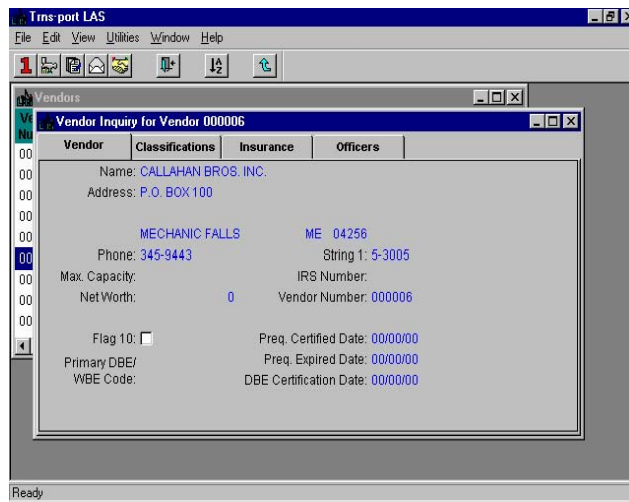 Trns·port LAS
File Edit View Utilities Window Help
1
Vendors
Vendor Inquiry for Vendor 000006
Vendor Classifications Insurance Officers
Name: CALLAHAN BROS. INC.
Address: P.O. BOX 100
MECHANIC FALLS ME 04256
Phone: 345-9443 String 1: 5-3005
Max. Capacity: IRS Number:
Net Worth: 0 Vendor Number: 000006
Flag 10: Preq. Certified Date: 00/00/00
Primary DBE/ Preq. Expired Date: 00/00/00
WBE Code: DBE Certification Date: 00/00/00
Ready